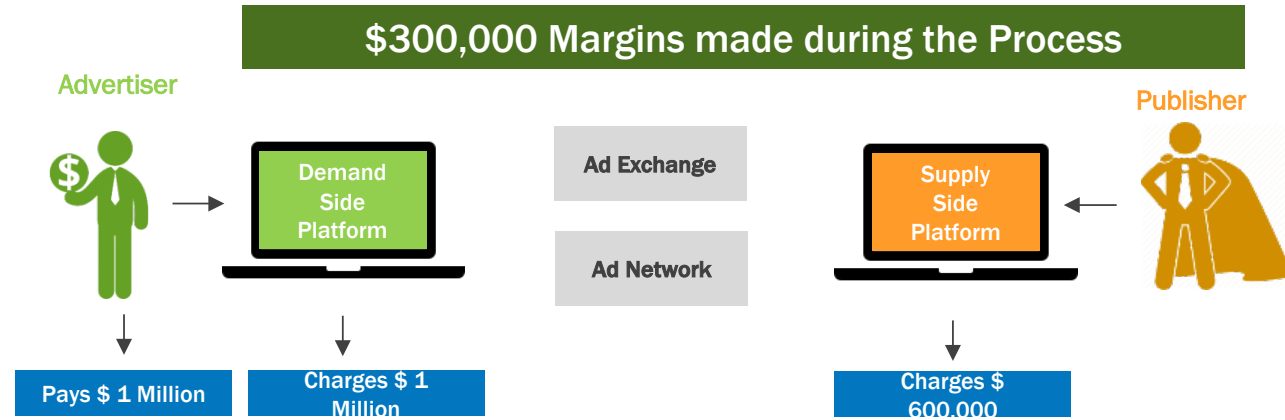 $300,000 Margins made during the Process
Advertiser
Publisher
$
Demand
Side
Platform
Ad Exchange
Supply
Side
Platform
Ad Network
Pays $ 1 Million
Charges $ 1
Million
Charges $
600,000